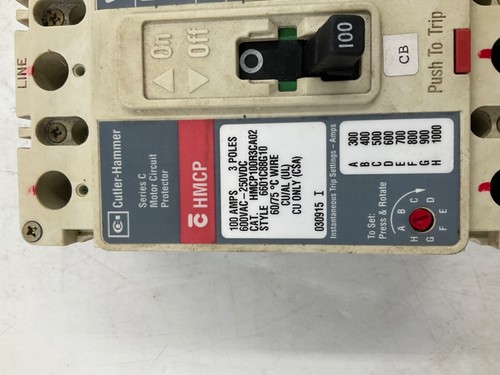 LINE
On
Off
100
CB
Push To Trip
Cutler-Hammer
Series C
Motor Circuit
Protector
HMCP
100 AMPS 3 POLES
600VAC-250VDC
CAT. HMCP100R3CA02
STYLE 6601C88G10
60/75 °C WIRE
CU/AL (UL)
CU ONLY (CSA)
030915 I
Instantaneous Trip Settings - Amps
A 300
B 400
C 500
D 600
E 700
F 800
G 900
H 1000
To Set:
Press & Rotate
A B C D E F G H